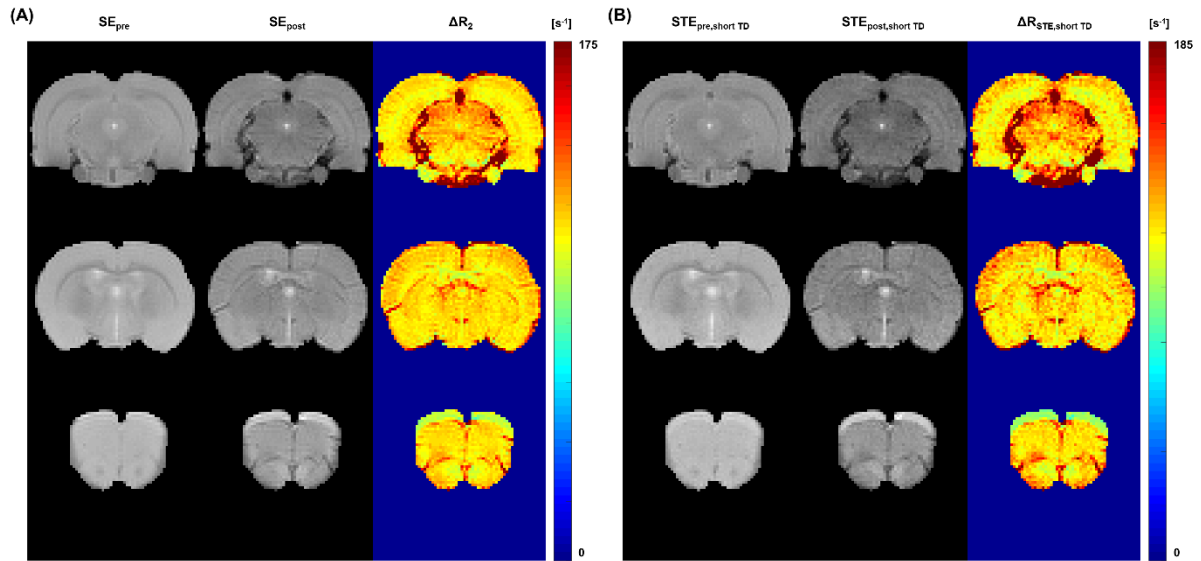 (A) SEpre SEpost ΔR2 [s-1]
175
0
(B) STEpre,short TD STEpost,short TD ΔRSTE,short TD [s-1]
185
0